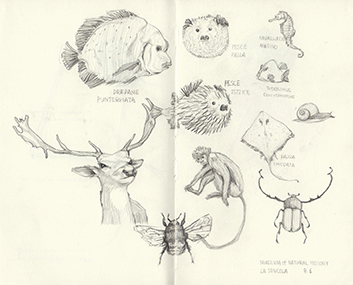 DREPANE
PUNTEGGIATA
PESCE
PALLA
CAVALLUCCIO
MARINO
PESCE
ISTRICE
RAZZA
CHIODATA
MUSEUM OF NATURAL HISTORY
LA SPECOLA